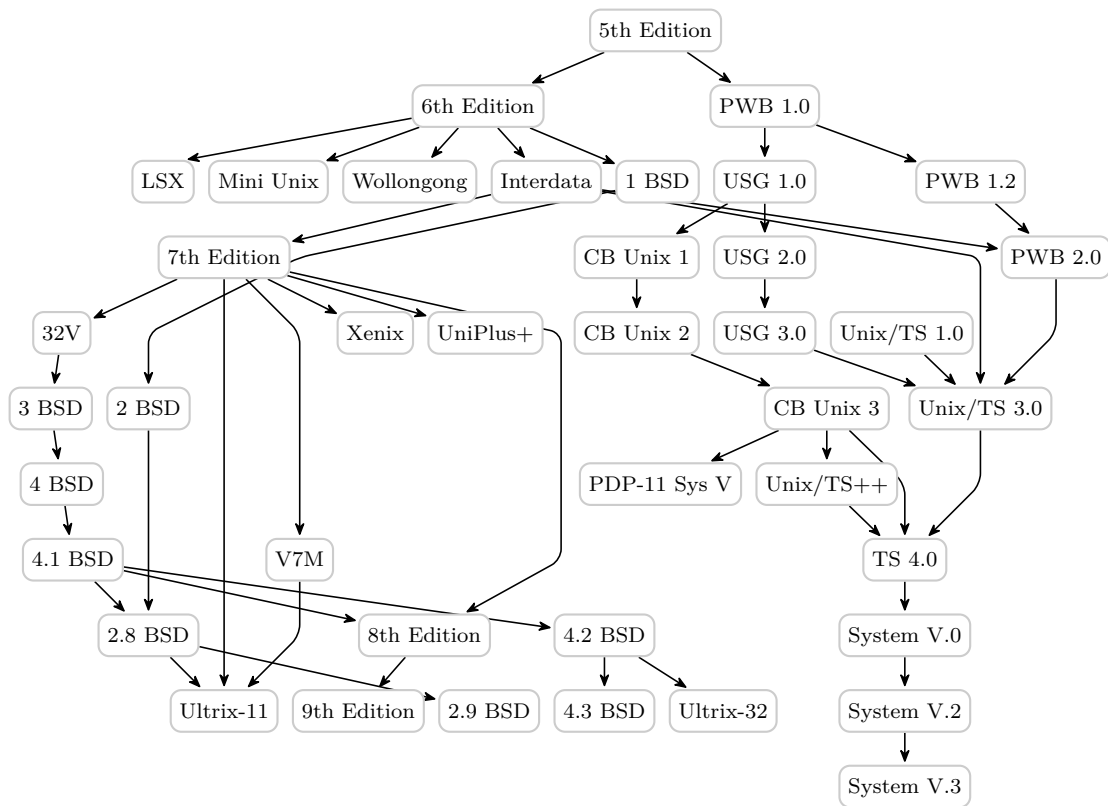 5th Edition
6th Edition
PWB 1.0
LSX
Mini Unix
Wollongong
Interdata
1 BSD
USG 1.0
PWB 1.2
7th Edition
CB Unix 1
USG 2.0
PWB 2.0
32V
Xenix
UniPlus+
CB Unix 2
USG 3.0
Unix/TS 1.0
3 BSD
2 BSD
CB Unix 3
Unix/TS 3.0
4 BSD
PDP-11 Sys V
Unix/TS++
4.1 BSD
V7M
TS 4.0
2.8 BSD
8th Edition
4.2 BSD
System V.0
Ultrix-11
9th Edition
2.9 BSD
4.3 BSD
Ultrix-32
System V.2
System V.3